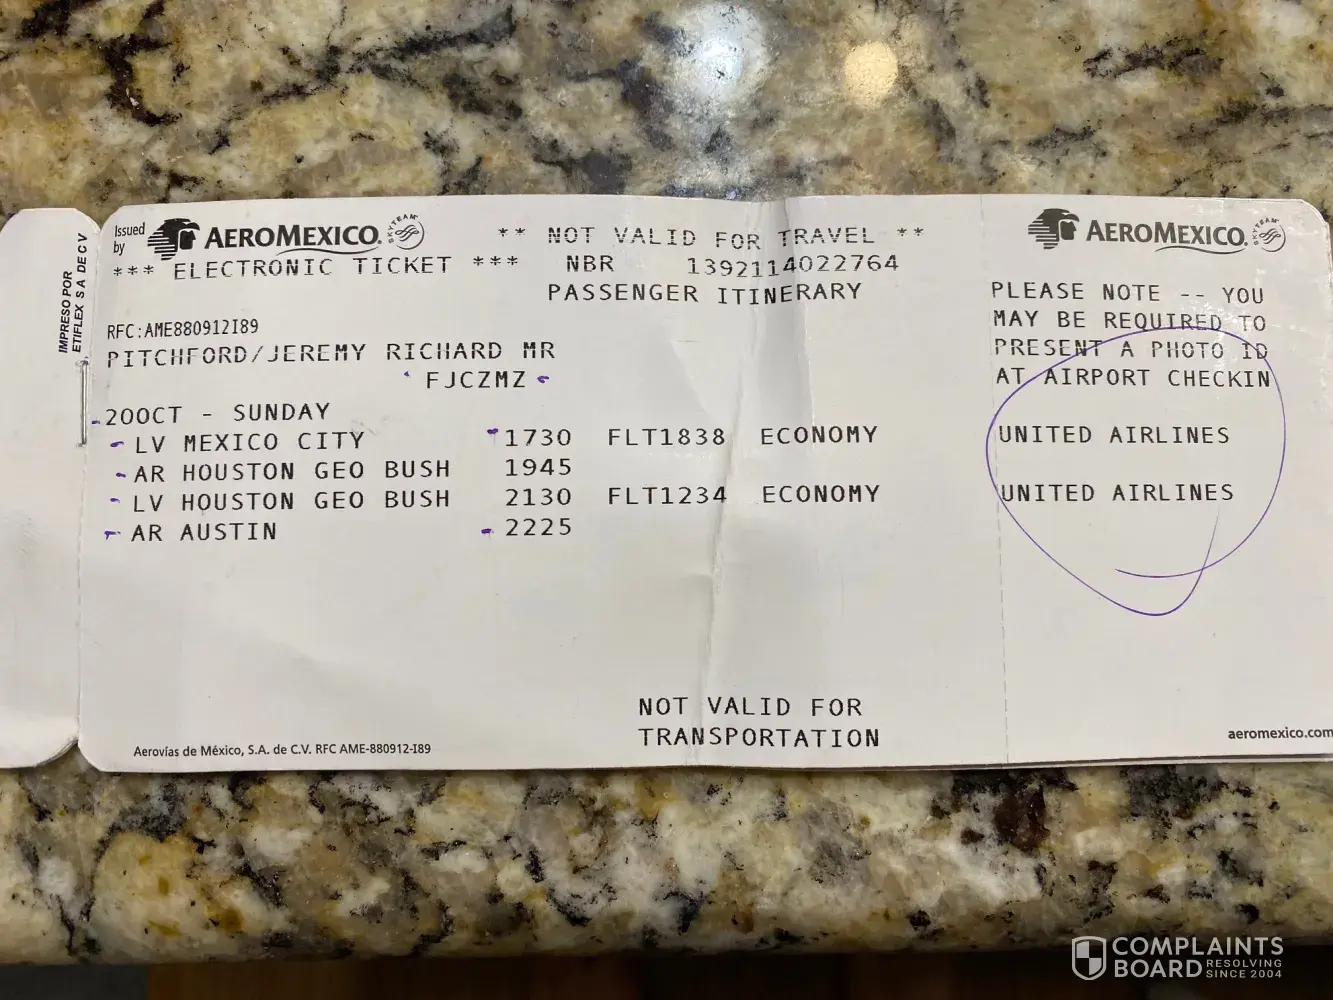 Issued
by
AEROMEXICO.
SKYTEAM
** NOT VALID FOR TRAVEL **
*** ELECTRONIC TICKET *** NBR 1392114022764
PASSENGER ITINERARY
RFC:AME880912I89
PITCHFORD/JEREMY RICHARD MR
FJCZMZ
20OCT - SUNDAY
LV MEXICO CITY 1730 FLT1838 ECONOMY
AR HOUSTON GEO BUSH 1945
LV HOUSTON GEO BUSH 2130 FLT1234 ECONOMY
AR AUSTIN 2225
NOT VALID FOR
TRANSPORTATION
Aerovías de México, S.A. de C.V. RFC AME-880912-I89
IMPRESO POR
ETIFLEX S A DE C V
AEROMEXICO.
SKYTEAM
PLEASE NOTE -- YOU
MAY BE REQUIRED TO
PRESENT A PHOTO ID
AT AIRPORT CHECKIN
UNITED AIRLINES
UNITED AIRLINES
aeromexico.com
COMPLAINTS
BOARD RESOLVING
SINCE 2004